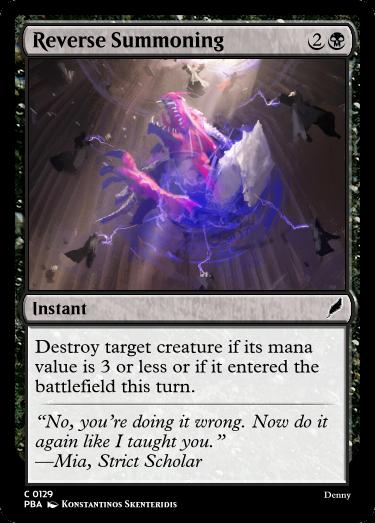 Reverse Summoning 2
Instant
Destroy target creature if its mana
value is 3 or less or if it entered the
battlefield this turn.
“No, you’re doing it wrong. Now do it
again like I taught you.”
—Mia, Strict Scholar
C 0129
Denny
PBA Konstantinos Skenteridis